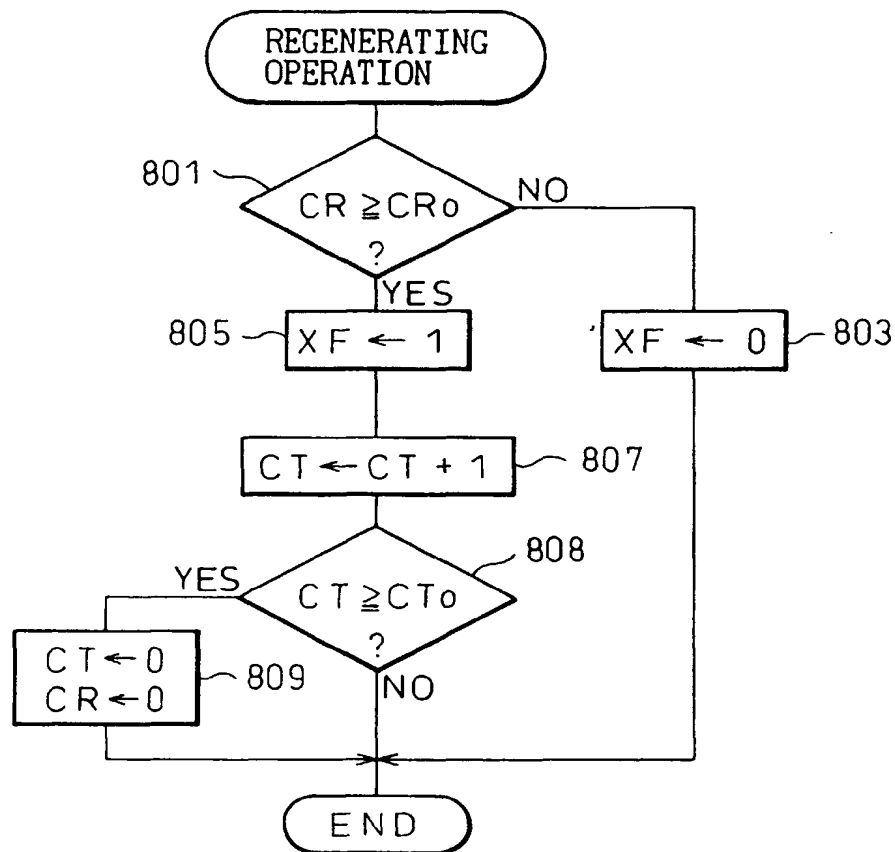 REGENERATING
OPERATION
801
CR ≧ CRo
?
NO
YES
805
XF ← 1
XF ← 0
803
CT ← CT + 1
807
808
YES
CT ≧ CTo
?
NO
CT ← 0
CR ← 0
809
END